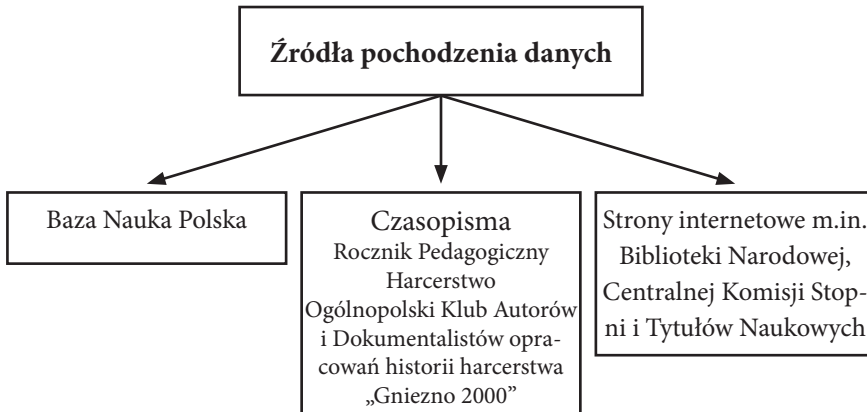 Źródła pochodzenia danych
Baza Nauka Polska
Czasopisma
Rocznik Pedagogiczny
Harcerstwo
Ogólnopolski Klub Autorów
i Dokumentalistów opra-
cowań historii harcerstwa
„Gniezno 2000”
Strony internetowe m.in.
Biblioteki Narodowej,
Centralnej Komisji Stop-
ni i Tytułów Naukowych